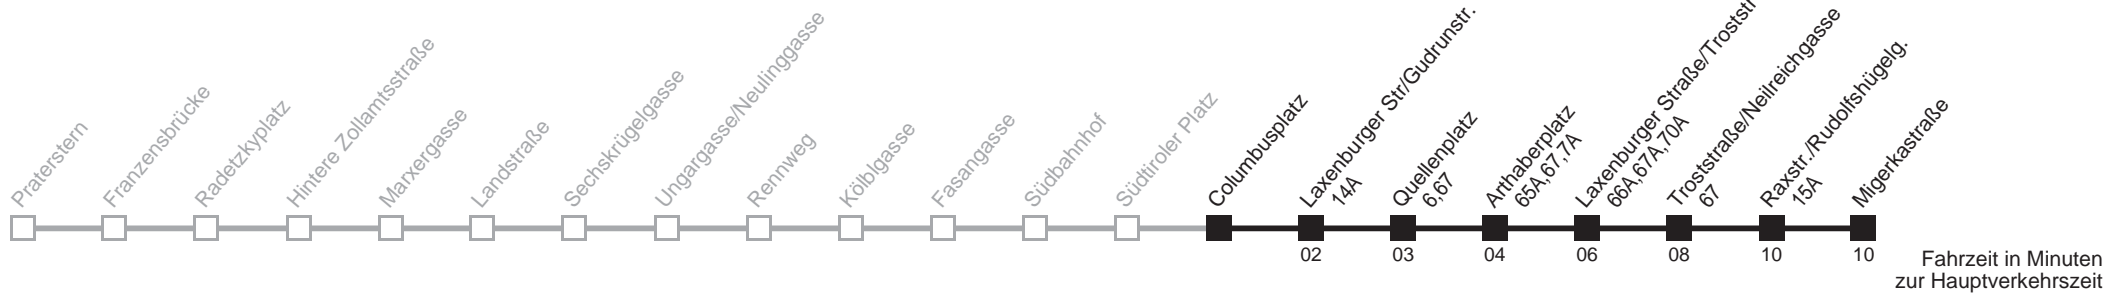 Praterstern
Franzensbrücke
Radetzkyplatz
Hintere Zollamtsstraße
Marxergasse
Landstraße
Sechskrügelgasse
Ungargasse/Neulinggasse
Rennweg
Kölblgasse
Fasangasse
Südbahnhof
Südtiroler Platz
Columbusplatz
Laxenburger Str/Gudrunstr.
14A
02
Quellenplatz
6,67
03
Arthaberplatz
65A,67,7A
04
Laxenburger
66A,67A,70A
06
Troststraße/Neilreichgasse
67
08
Raxstr./Rudolfshügelg.
15A
10
Migerkastraße
10
Fahrzeit in Minuten
zur Hauptverkehrszeit